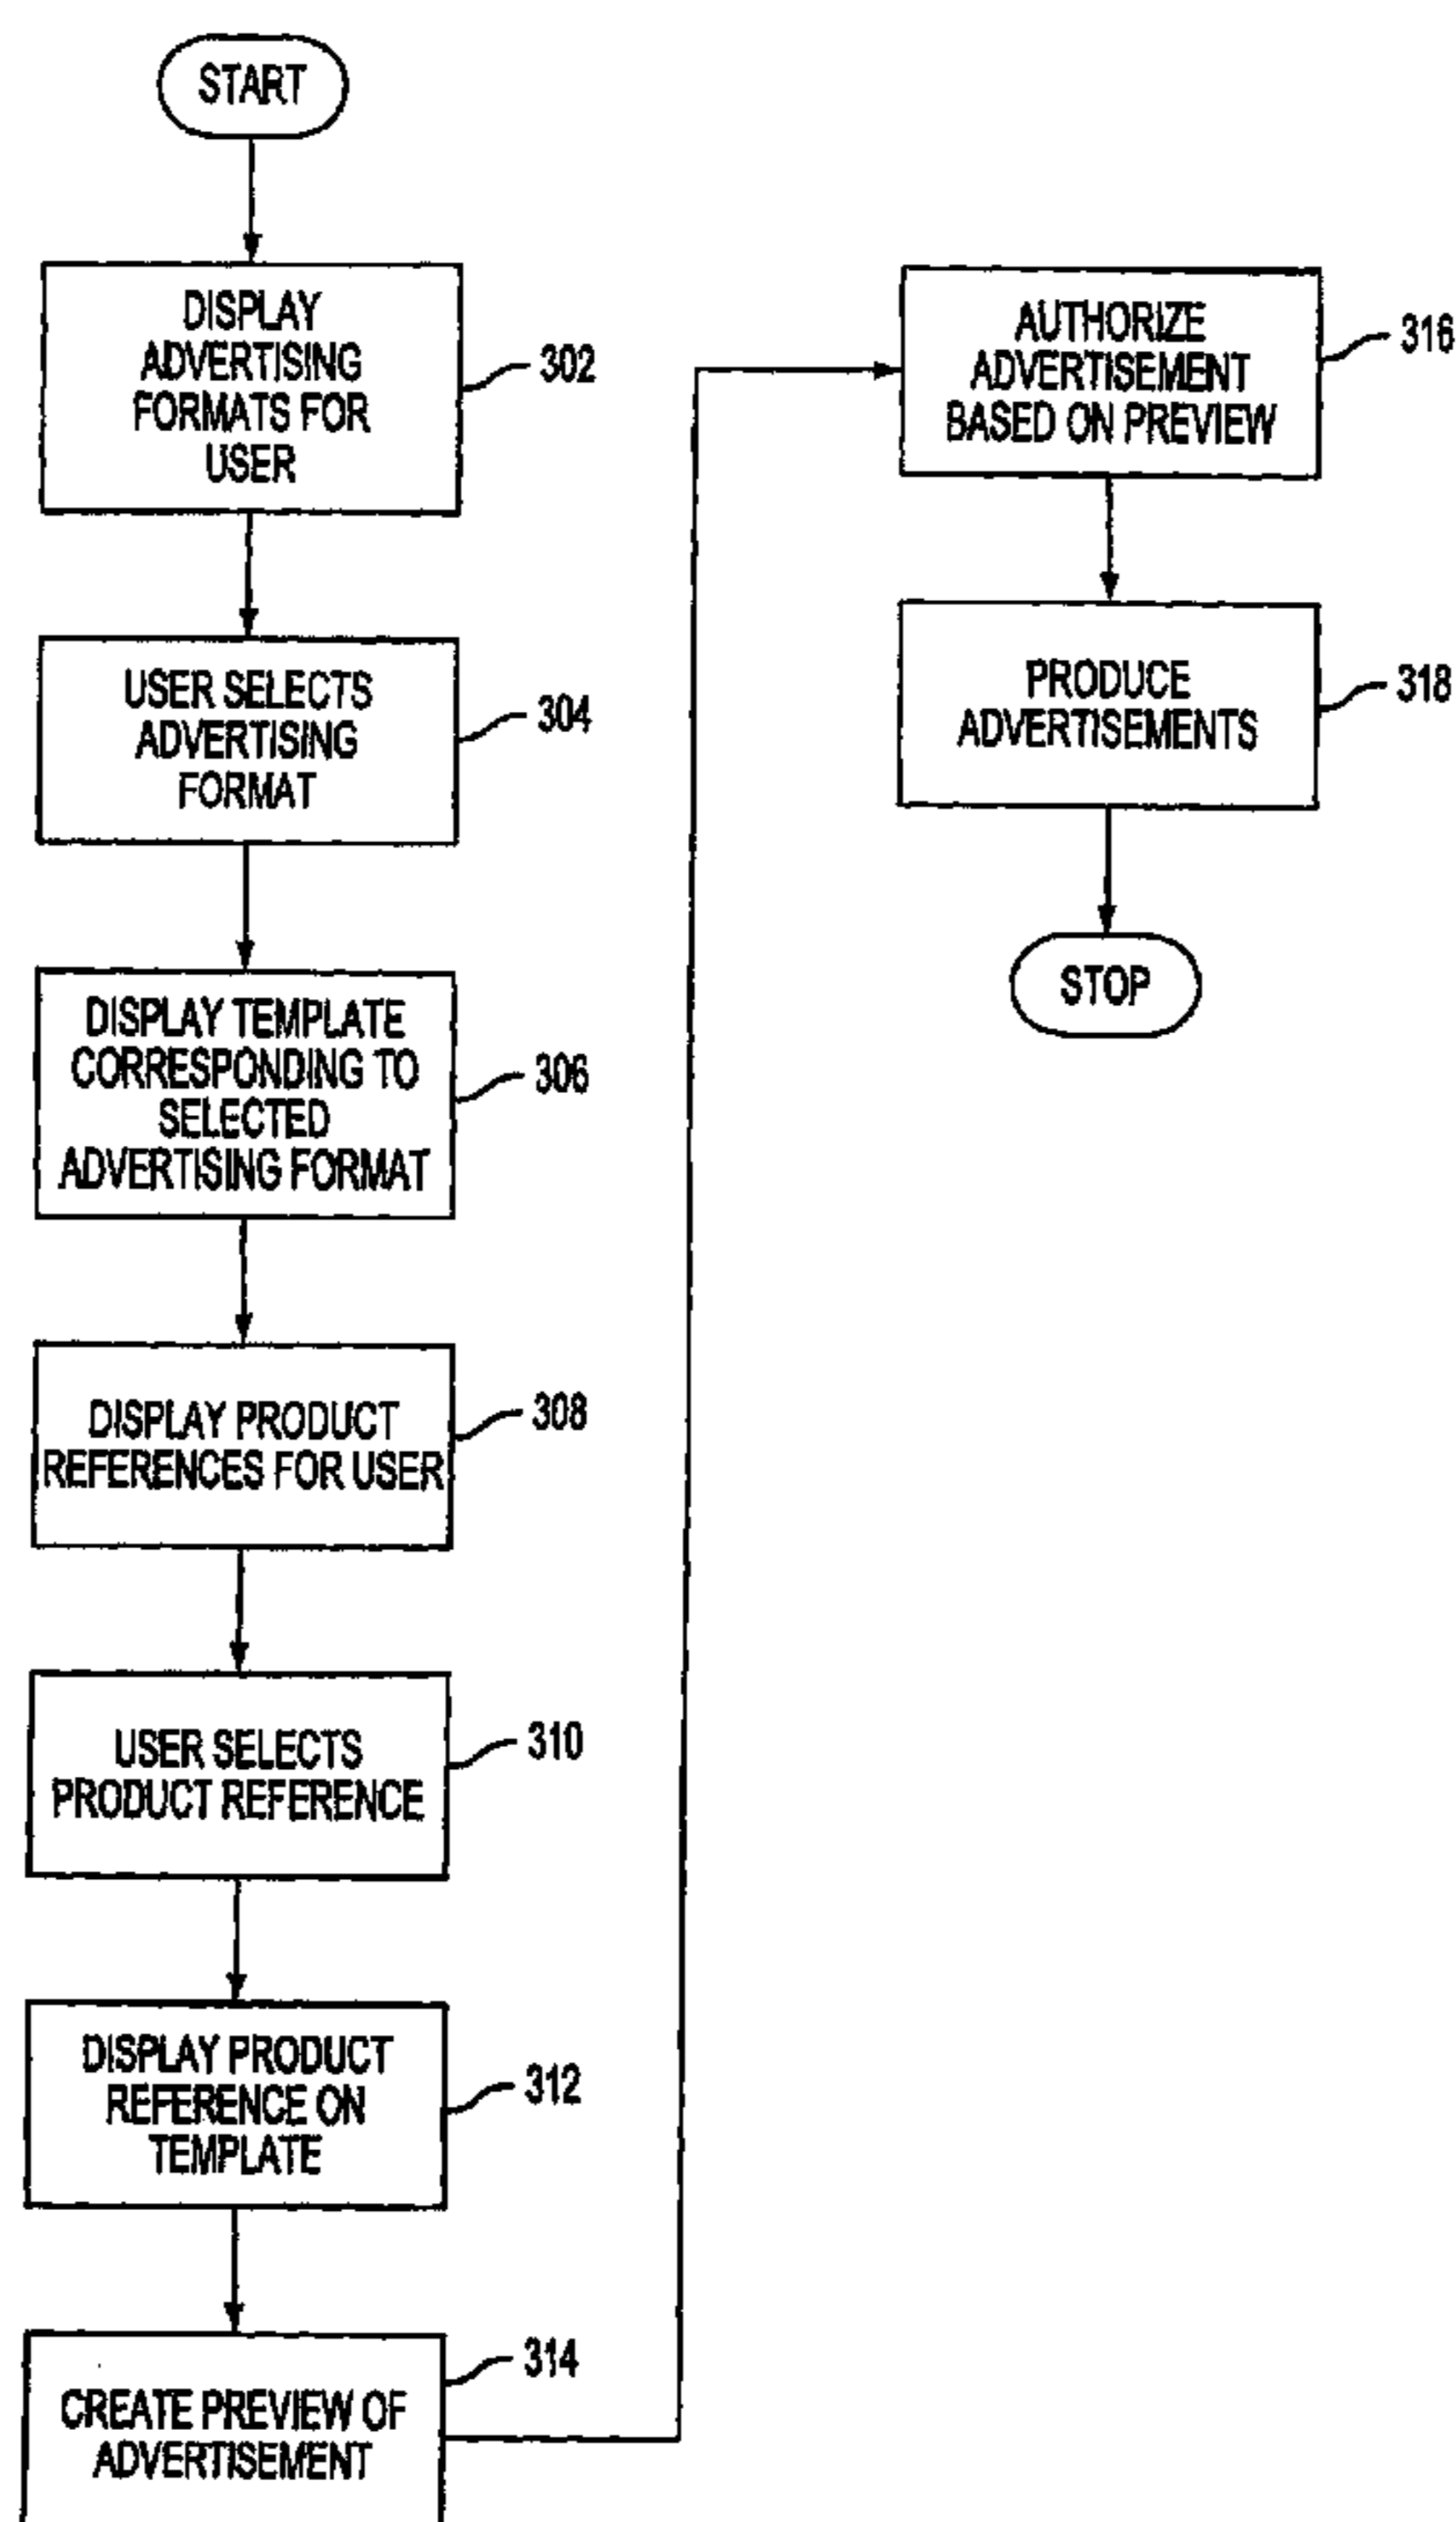 START
DISPLAY
ADVERTISING
FORMATS FOR
USER
302
USER SELECTS
ADVERTISING
FORMAT
304
DISPLAY TEMPLATE
CORRESPONDING TO
SELECTED
ADVERTISING FORMAT
306
DISPLAY PRODUCT
REFERENCES FOR USER
308
USER SELECTS
PRODUCT REFERENCE
310
DISPLAY PRODUCT
REFERENCE ON
TEMPLATE
312
CREATE PREVIEW OF
ADVERTISEMENT
314
AUTHORIZE
ADVERTISEMENT
BASED ON PREVIEW
316
PRODUCE
ADVERTISEMENTS
318
STOP